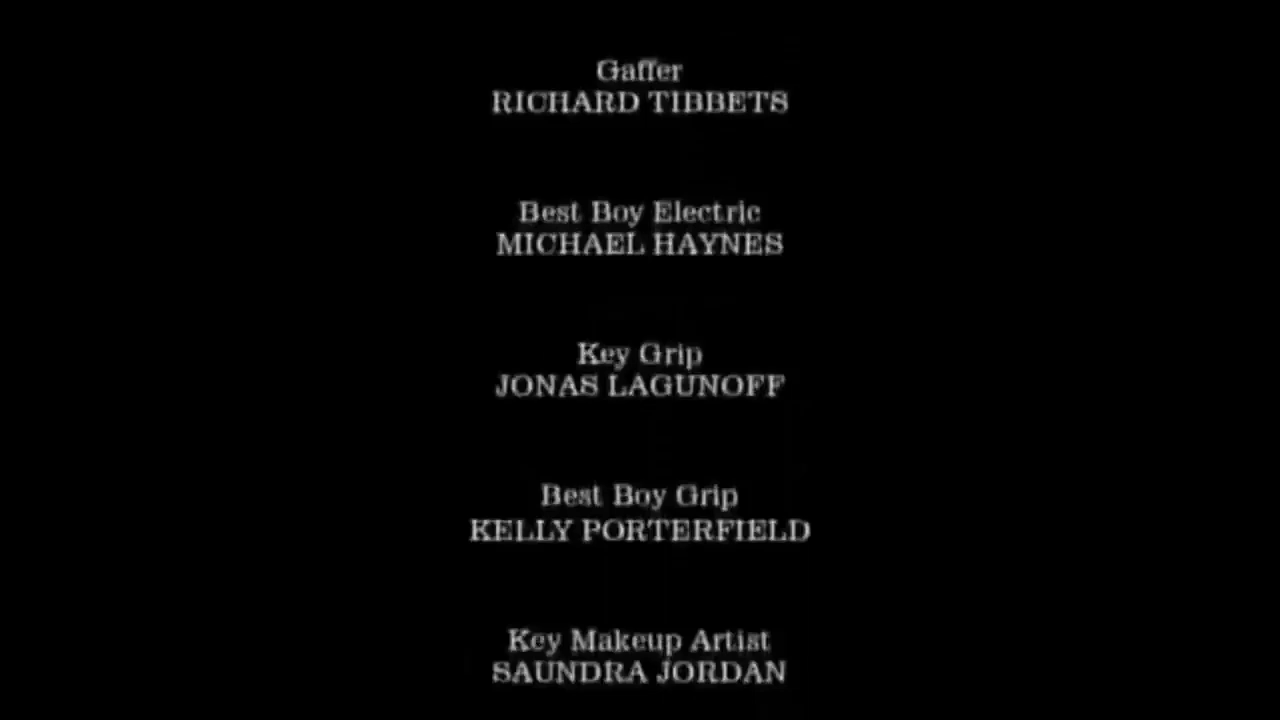 Gaffer
RICHARD TIBBETS
Best Boy Electric
MICHAEL HAYNES
Key Grip
JONAS LAGUNOFF
Best Boy Grip
KELLY PORTERFIELD
Key Makeup Artist
SAUNDRA JORDAN